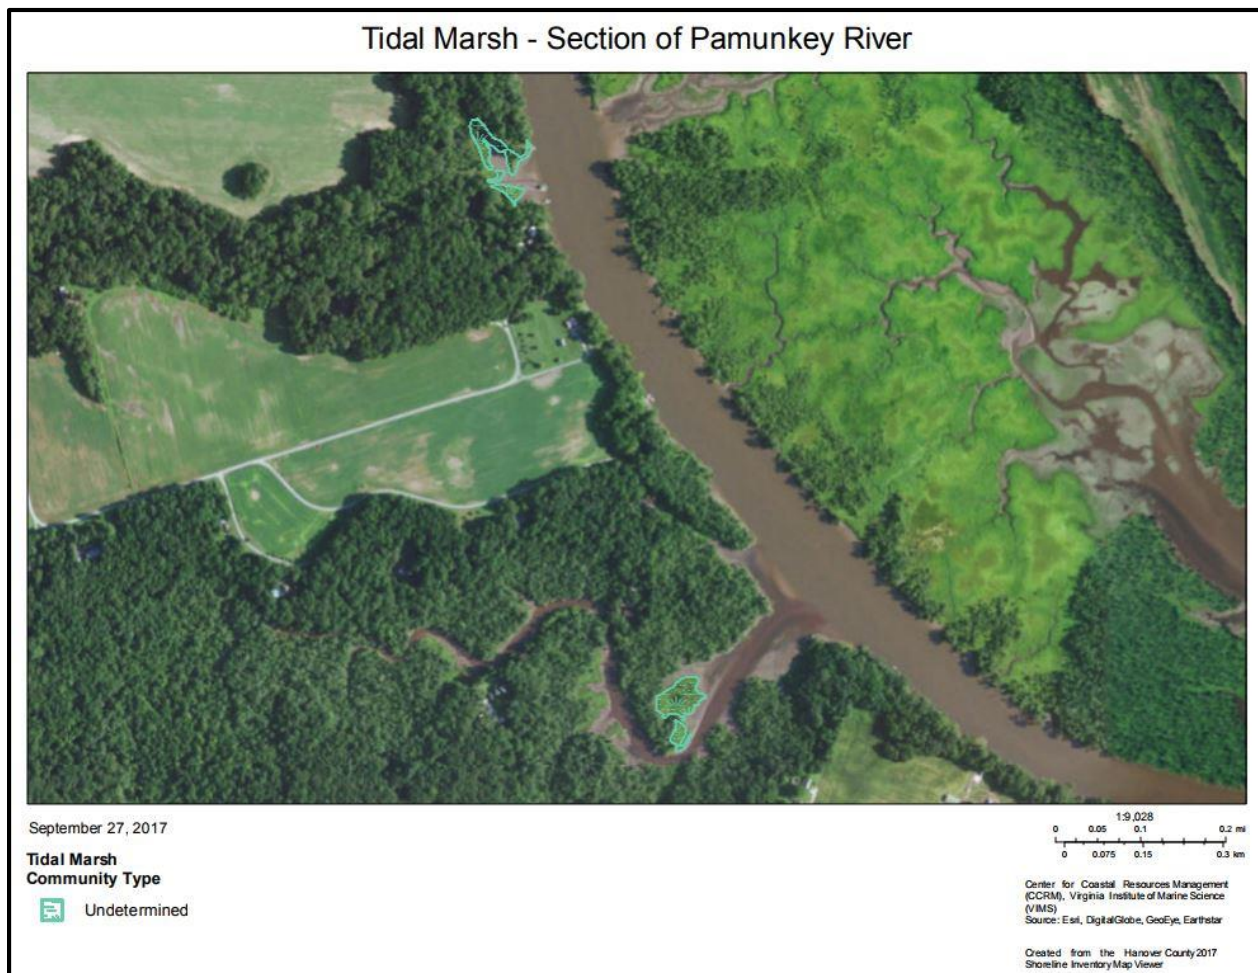 Tidal Marsh - Section of Pamunkey River
September 27, 2017
Tidal Marsh
Community Type
Undetermined
1:9,028
0 0.05 0.1 0.2 mi
0 0.075 0.15 0.3 km
Center for Coastal Resources Management
(CCRM), Virginia Institute of Marine Science
(VIMS)
Source: Esri, DigitalGlobe, GeoEye, Earthstar
Created from the Hanover County 2017
Shoreline Inventory Map Viewer